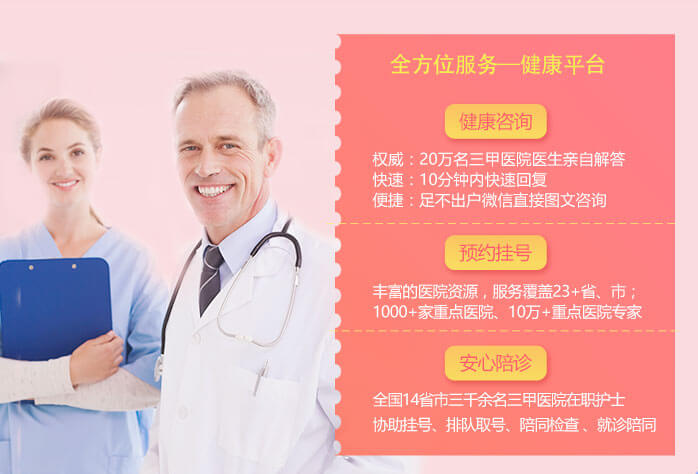 全方位服务—健康平台
健康咨询
权威：20万名三甲医院医生亲自解答
快速：10分钟内快速回复
便捷：足不出户微信直接图文咨询
预约挂号
丰富的医院资源，服务覆盖23+省、市；
1000+家重点医院、10万+重点医院专家
安心陪诊
全国14省市三千余名三甲医院在职护士
协助挂号、排队取号、陪同检查、就诊陪同